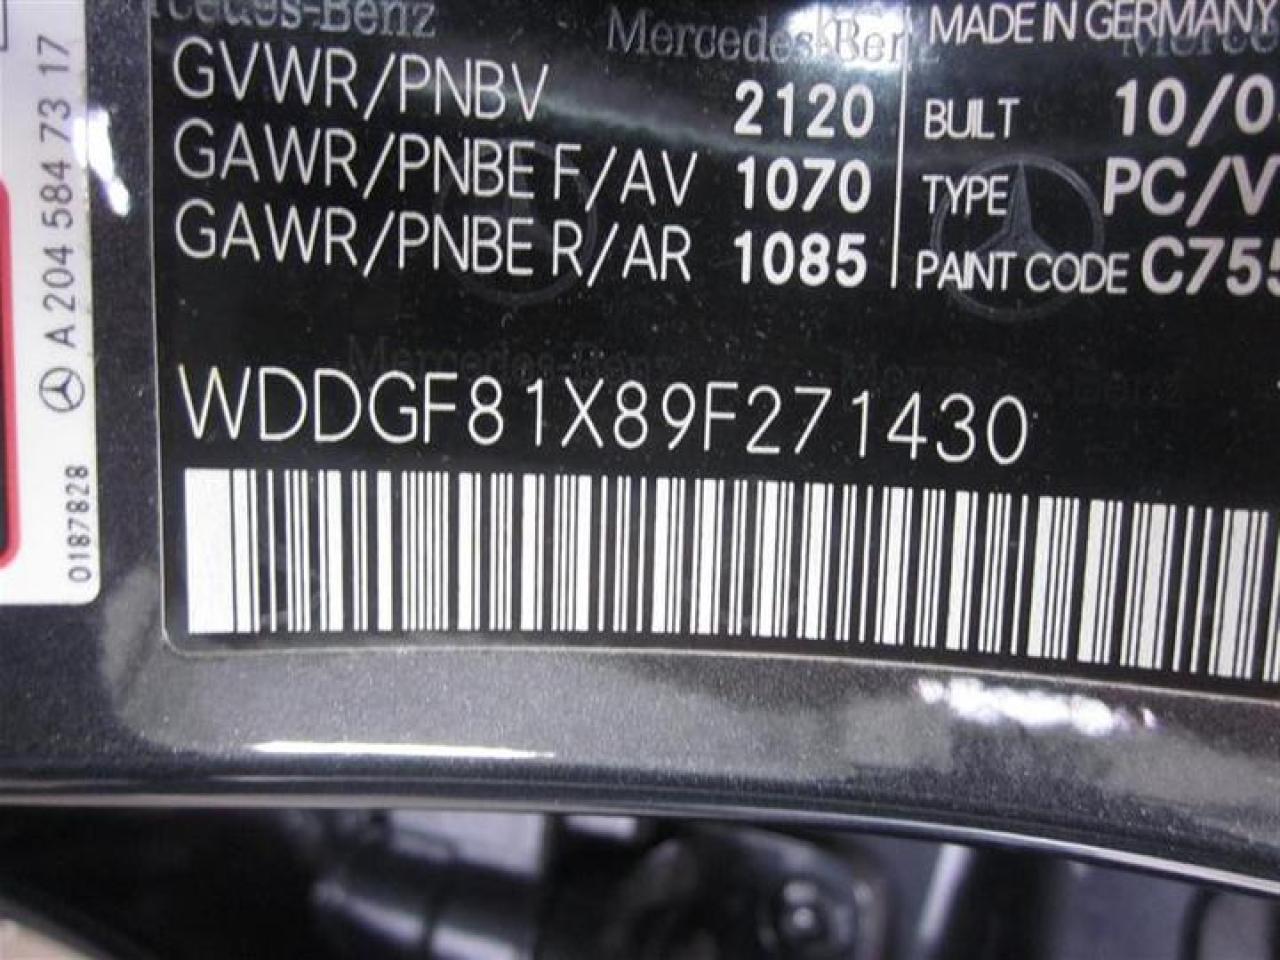 Mercedes-Benz
MADE IN GERMANY
GVWR/PNBV 2120
BUILT 10/0
GAWR/PNBE F/AV 1070
TYPE PC/V
GAWR/PNBE R/AR 1085
PAINT CODE C755
WDDGF81X89F271430
A 204 584 73 17
0187828